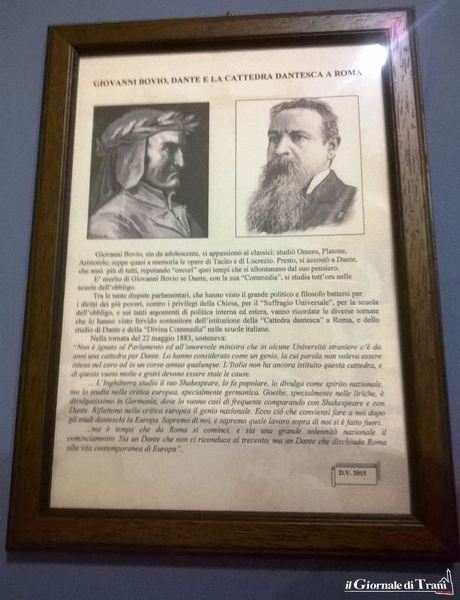 GIOVANNI BOVIO, DANTE E LA CATTEDRA DANTESCA A ROMA
Giovanni Bovio, sin da adolescente, si appassionò ai classici: studiò Omero, Platone,
Aristotele; seppe quasi a memoria le opere di Tacito e di Lucrezio. Presto, si accostò a Dante,
che amò più di tutti, reputando "oscuri" quei tempi che si allontanano dal suo pensiero.
E' merito di Giovanni Bovio se Dante, con la sua "Commedia", si studia tutt'ora nelle
scuole dell'obbligo.
Tra le tante dispute parlamentari, che hanno visto il grande politico e filosofo battersi per
i diritti dei più poveri, contro i privilegi della Chiesa, per il "Suffragio Universale", per la scuola
dell'obbligo, e sui tanti argomenti di politica interna ed estera, vanno ricordate le diverse tornate
che lo hanno visto fervido sostenitore dell'istituzione della "Cattedra dantesca" a Roma, e dello
studio di Dante e della "Divina Commedia" nelle scuole italiane.
Nella tornata del 22 maggio 1883, sosteneva:
"Non è ignoto al Parlamento ed all'onorevole ministro che in alcune Università straniere c'è da
anni una cattedra per Dante. Lo hanno considerato come un genio, la cui parola non voleva essere
intesa nel coro od in un corso annuo qualunque. L'Italia non ha ancora istituito questa cattedra, e
di questo vuoto molte e gravi devono essere state le cause.
... L'Inghilterra studia il suo Shakespeare, lo fa popolare, lo divulga come spirito nazionale,
ma lo studia nella critica europea, specialmente germanica. Goethe, specialmente nelle liriche, è
divulgatissimo in Germania, dove lo vanno così di frequente comparando con Shakespeare e con
Dante. Riflettono nella critica europea il genio nazionale. Ecco ciò che conviensi fare a noi dopo
gli studi danteschi in Europa. Sapremo di noi, e sapremo quale lavoro sopra di noi si è fatto fuori.
...ma è tempo che da Roma si cominci, e sia una grande solennità nazionale il
cominciamento. Sia un Dante che non ci riconduca al trecento, ma un Dante che dischiuda Roma
alla vita contemporanea di Europa".
D.V. 2015
il Giornale di Trani